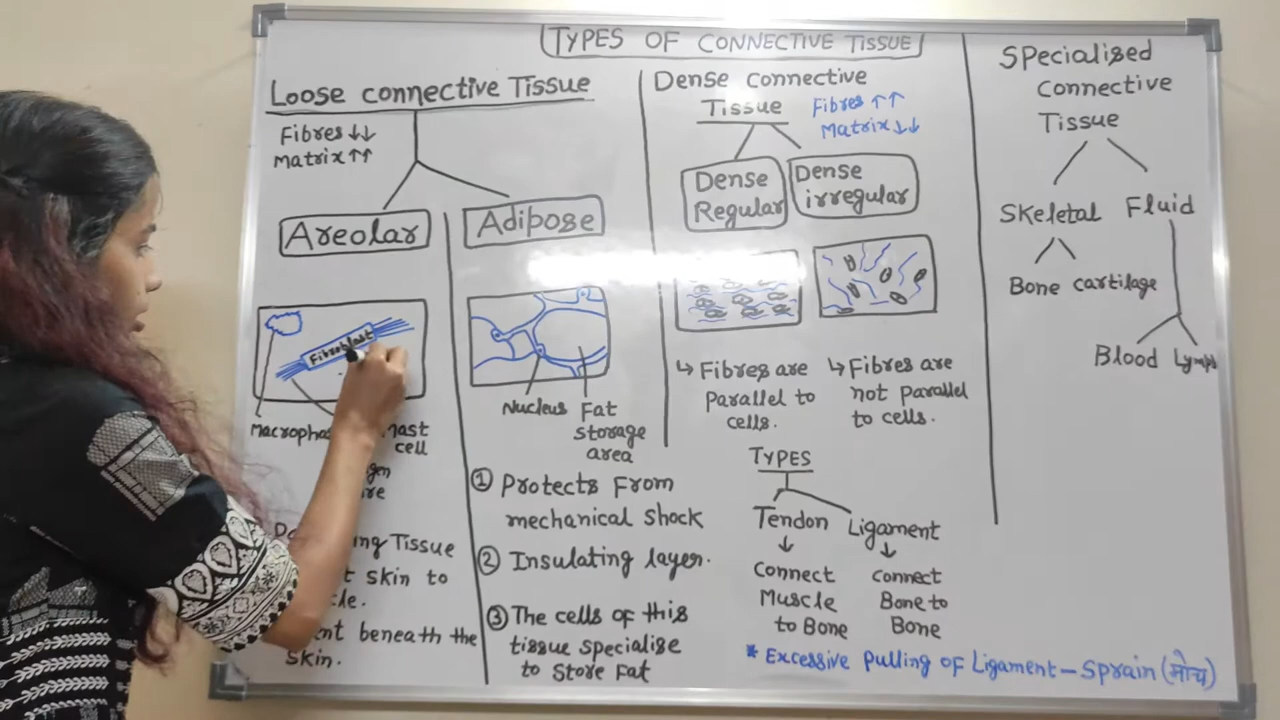 TYPES OF CONNECTIVE TISSUE
Loose connective Tissue
Fibres ↓↓
Matrix ↑↑
Areolar
Fibroblast
mast
cell
Tissue
skin to
beneath the
skin.
Adipose
Nucleus
Fat
storage
area
① Protects From
mechanical shock
② Insulating layer.
③ The cells of this
tissue specialise
to store Fat
Dense connective
Tissue
Fibres ↑↑
Matrix ↓↓
Dense
Regular
Dense
irregular
↳ Fibres are
Parallel to
cells.
↳ Fibres are
not parallel
to cells.
TYPES
Tendon
↓
Connect
Muscle
to Bone
Ligament
↓
Connect
Bone to
Bone
* Excessive Pulling of Ligament – Sprain (मोच)
Specialised
Connective
Tissue
Skeletal
Fluid
Bone cartilage
Blood Lymph